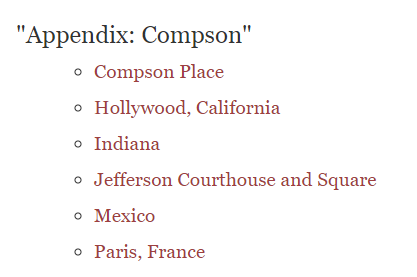 "Appendix: Compson"
Compson Place
Hollywood, California
Indiana
Jefferson Courthouse and Square
Mexico
Paris, France